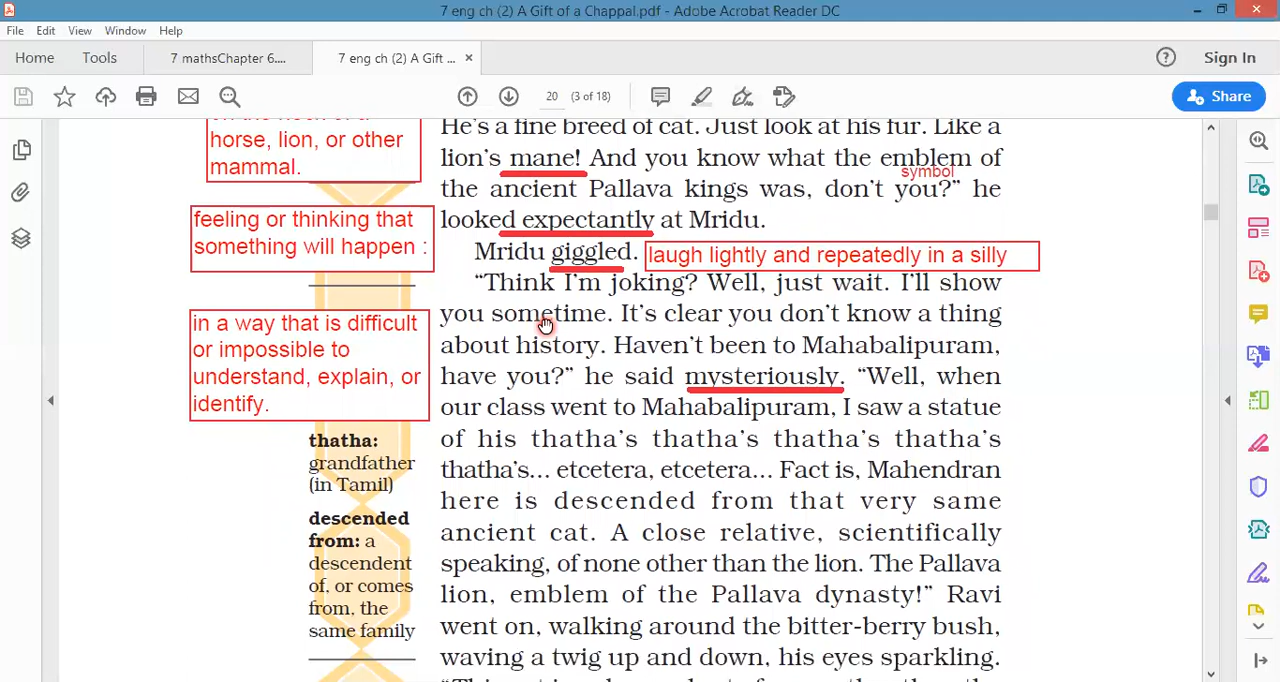 7 eng ch (2) A Gift of a Chappal.pdf - Adobe Acrobat Reader DC
File Edit View Window Help
Home Tools 7 mathsChapter 6.... 7 eng ch (2) A Gift ... × Sign In
20 (3 of 18) Share
horse, lion, or other
mammal.
feeling or thinking that
something will happen :
in a way that is difficult
or impossible to
understand, explain, or
identify.
thatha:
grandfather
(in Tamil)
descended
from: a
descendent
of, or comes
from, the
same family
He's a fine breed of cat. Just look at his fur. Like a
lion's mane! And you know what the emblem of
symbol
the ancient Pallava kings was, don't you?” he
looked expectantly at Mridu.
Mridu giggled.
laugh lightly and repeatedly in a silly
“Think I'm joking? Well, just wait. I'll show
you sometime. It's clear you don't know a thing
about history. Haven't been to Mahabalipuram,
have you?” he said mysteriously. “Well, when
our class went to Mahabalipuram, I saw a statue
of his thatha's thatha's thatha's thatha's
thatha's... etcetera, etcetera... Fact is, Mahendran
here is descended from that very same
ancient cat. A close relative, scientifically
speaking, of none other than the lion. The Pallava
lion, emblem of the Pallava dynasty!” Ravi
went on, walking around the bitter-berry bush,
waving a twig up and down, his eyes sparkling.